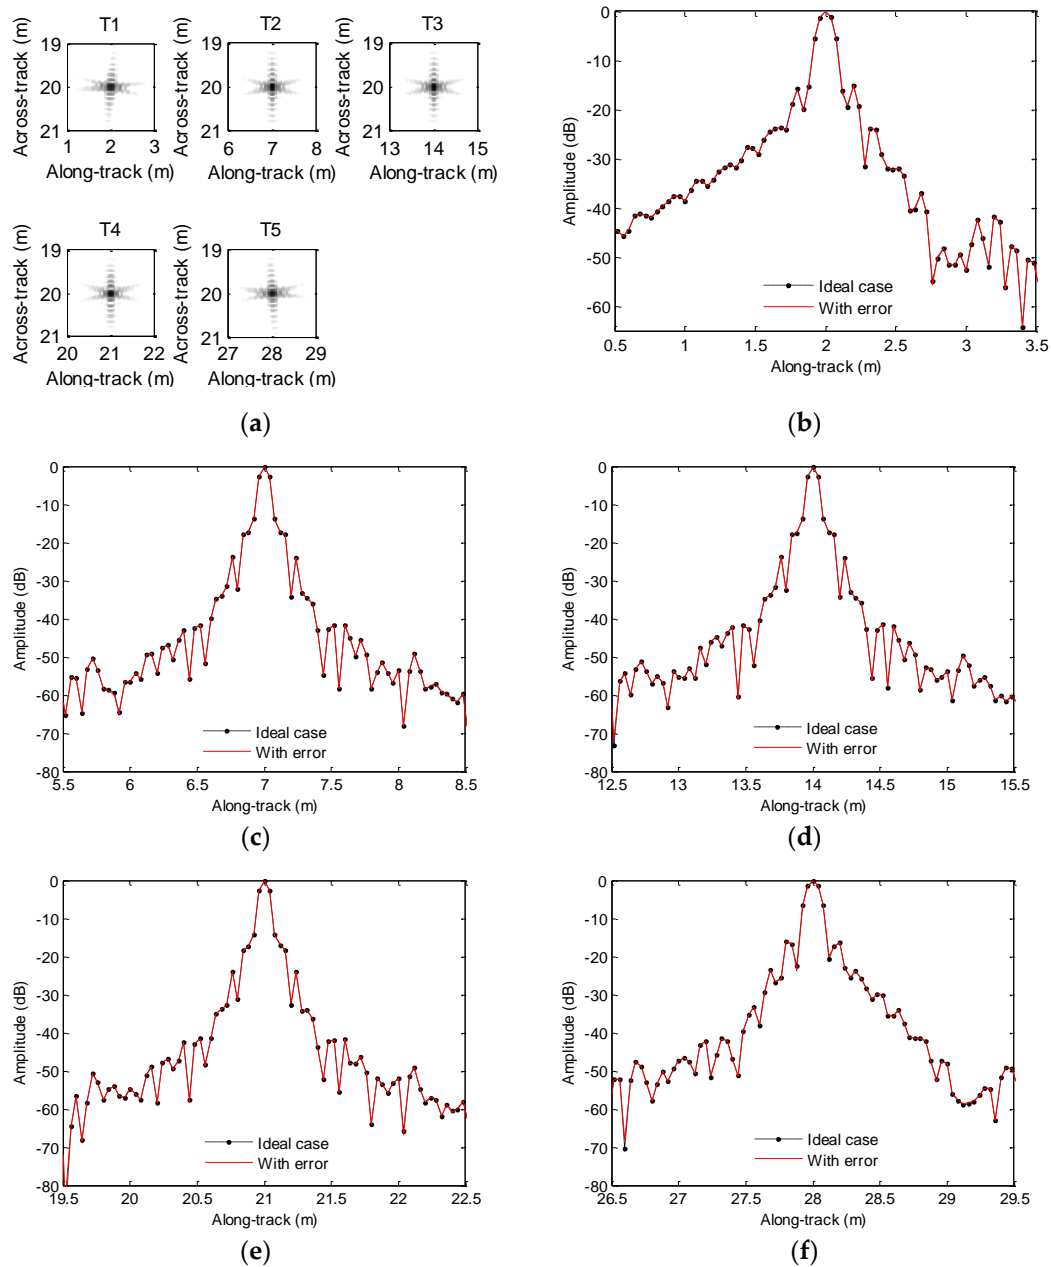 T1 T2 T3
Across-track (m) Across-track (m) Across-track (m)
19 19 19
20 20 20
21 21 21
1 2 3 6 7 8 13 14 15
Along-track (m) Along-track (m) Along-track (m)
T4 T5
Across-track (m) Across-track (m)
19 19
20 20
21 21
20 21 22 27 28 29
Along-track (m) Along-track (m)
(a)
Amplitude (dB)
0
-10
-20
-30
-40
-50
-60
Ideal case
With error
0.5 1 1.5 2 2.5 3 3.5
Along-track (m)
(b)
Amplitude (dB)
0
-10
-20
-30
-40
-50
-60
-70
-80
Ideal case
With error
5.5 6 6.5 7 7.5 8 8.5
Along-track (m)
(c)
Amplitude (dB)
0
-10
-20
-30
-40
-50
-60
-70
-80
Ideal case
With error
12.5 13 13.5 14 14.5 15 15.5
Along-track (m)
(d)
Amplitude (dB)
0
-10
-20
-30
-40
-50
-60
-70
-80
Ideal case
With error
19.5 20 20.5 21 21.5 22 22.5
Along-track (m)
(e)
Amplitude (dB)
0
-10
-20
-30
-40
-50
-60
-70
-80
Ideal case
With error
26.5 27 27.5 28 28.5 29 29.5
Along-track (m)
(f)